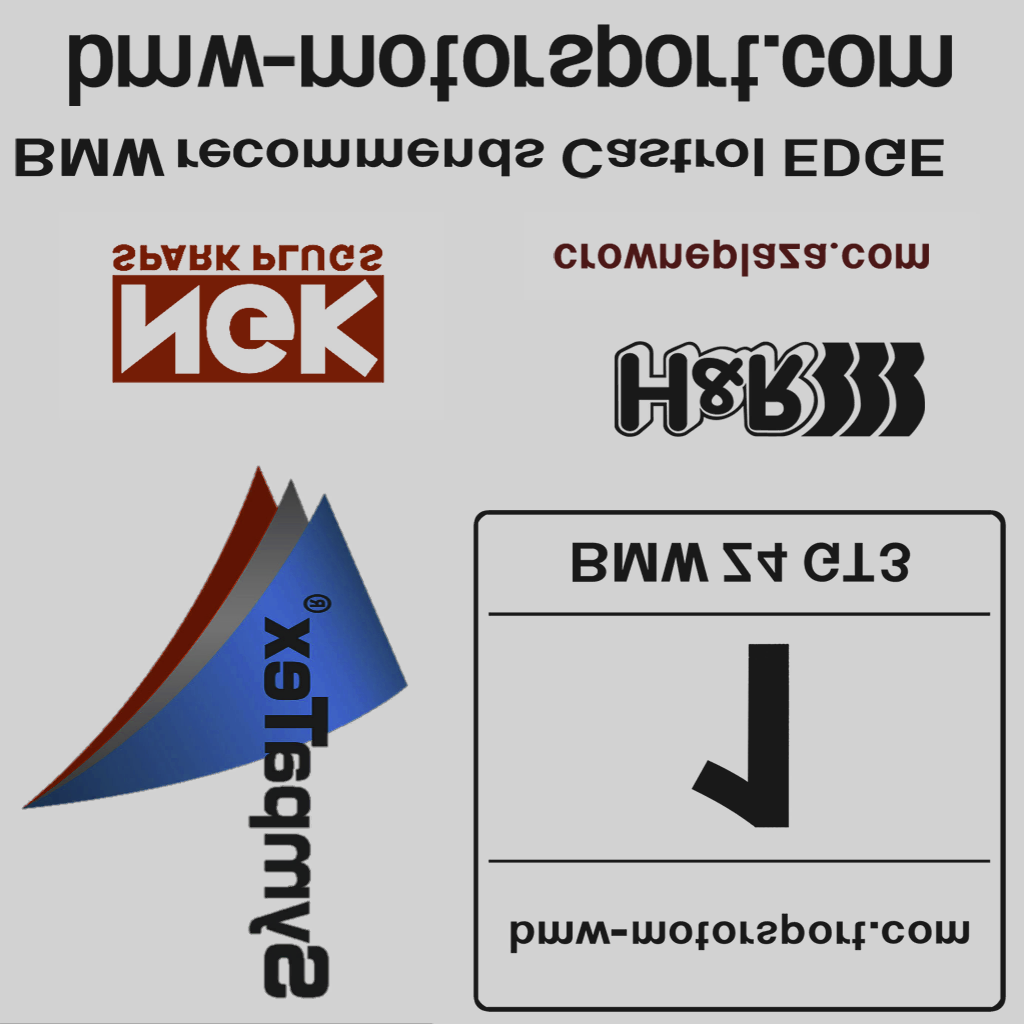 bmw-motorsport.com
BMW recommends Castrol EDGE
SPARK PLUGS
NGK
crowneplaza.com
H&R
SympaTex®
BMW Z4 GT3
1
bmw-motorsport.com